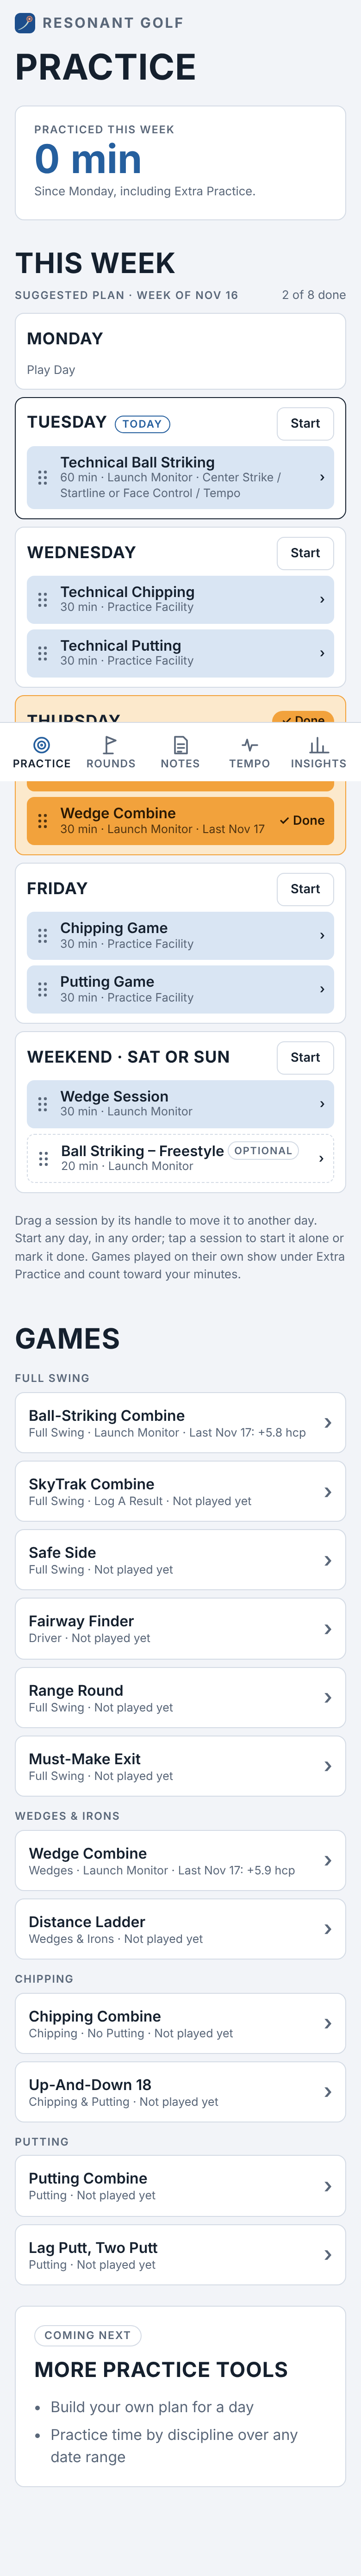 RESONANT GOLF
PRACTICE
PRACTICED THIS WEEK
0 min
Since Monday, including Extra Practice.
THIS WEEK
SUGGESTED PLAN · WEEK OF NOV 16
2 of 8 done
MONDAY
Play Day
TUESDAY
TODAY
Start
Technical Ball Striking
60 min · Launch Monitor · Center Strike /
Startline or Face Control / Tempo
WEDNESDAY
Start
Technical Chipping
30 min · Practice Facility
Technical Putting
30 min · Practice Facility
THURSDAY
✓ Done
PRACTICE
ROUNDS
NOTES
TEMPO
INSIGHTS
Wedge Combine
30 min · Launch Monitor · Last Nov 17
✓ Done
FRIDAY
Start
Chipping Game
30 min · Practice Facility
Putting Game
30 min · Practice Facility
WEEKEND · SAT OR SUN
Start
Wedge Session
30 min · Launch Monitor
Ball Striking – Freestyle
OPTIONAL
20 min · Launch Monitor
Drag a session by its handle to move it to another day.
Start any day, in any order; tap a session to start it alone or
mark it done. Games played on their own show under Extra
Practice and count toward your minutes.
GAMES
FULL SWING
Ball-Striking Combine
Full Swing · Launch Monitor · Last Nov 17: +5.8 hcp
SkyTrak Combine
Full Swing · Log A Result · Not played yet
Safe Side
Full Swing · Not played yet
Fairway Finder
Driver · Not played yet
Range Round
Full Swing · Not played yet
Must-Make Exit
Full Swing · Not played yet
WEDGES & IRONS
Wedge Combine
Wedges · Launch Monitor · Last Nov 17: +5.9 hcp
Distance Ladder
Wedges & Irons · Not played yet
CHIPPING
Chipping Combine
Chipping · No Putting · Not played yet
Up-And-Down 18
Chipping & Putting · Not played yet
PUTTING
Putting Combine
Putting · Not played yet
Lag Putt, Two Putt
Putting · Not played yet
COMING NEXT
MORE PRACTICE TOOLS
• Build your own plan for a day
• Practice time by discipline over any
date range